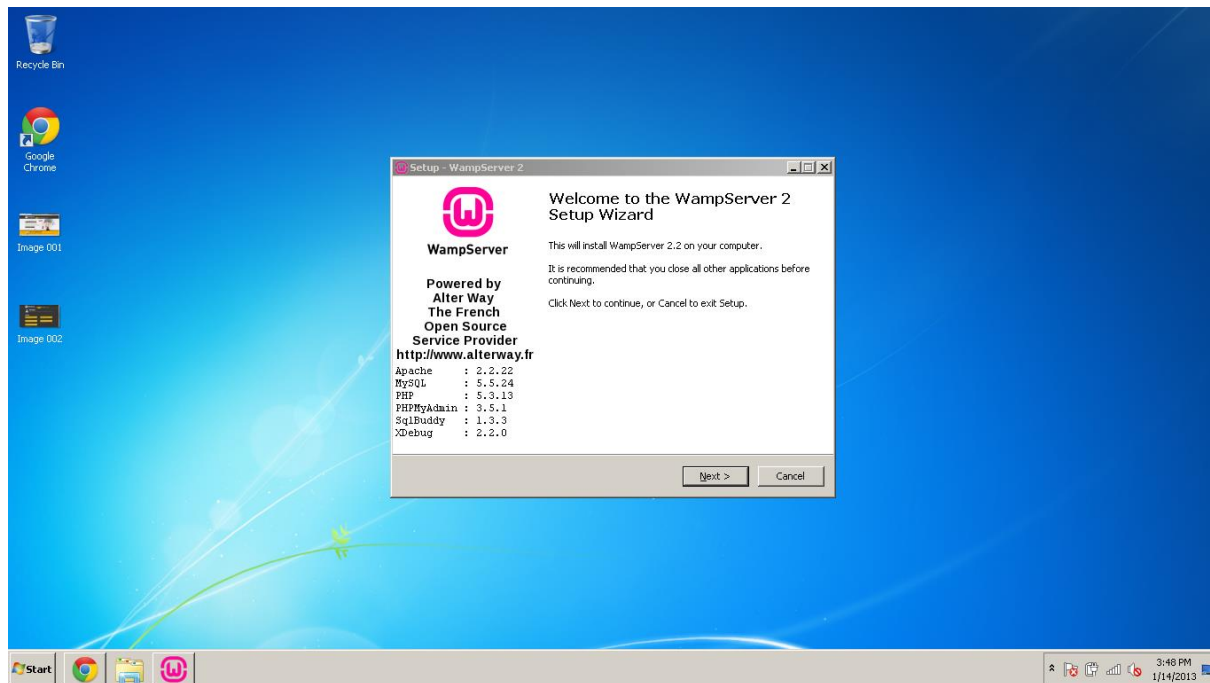 Recycle Bin
Google
Chrome
Image 001
Image 002
Setup - WampServer 2
WampServer
Powered by
Alter Way
The French
Open Source
Service Provider
http://www.alterway.fr
Apache : 2.2.22
MySQL : 5.5.24
PHP : 5.3.13
PHPMyAdmin : 3.5.1
SqlBuddy : 1.3.3
XDebug : 2.2.0
Welcome to the WampServer 2
Setup Wizard
This will install WampServer 2.2 on your computer.
It is recommended that you close all other applications before
continuing.
Click Next to continue, or Cancel to exit Setup.
Next >
Cancel
Start
3:48 PM
1/14/2013